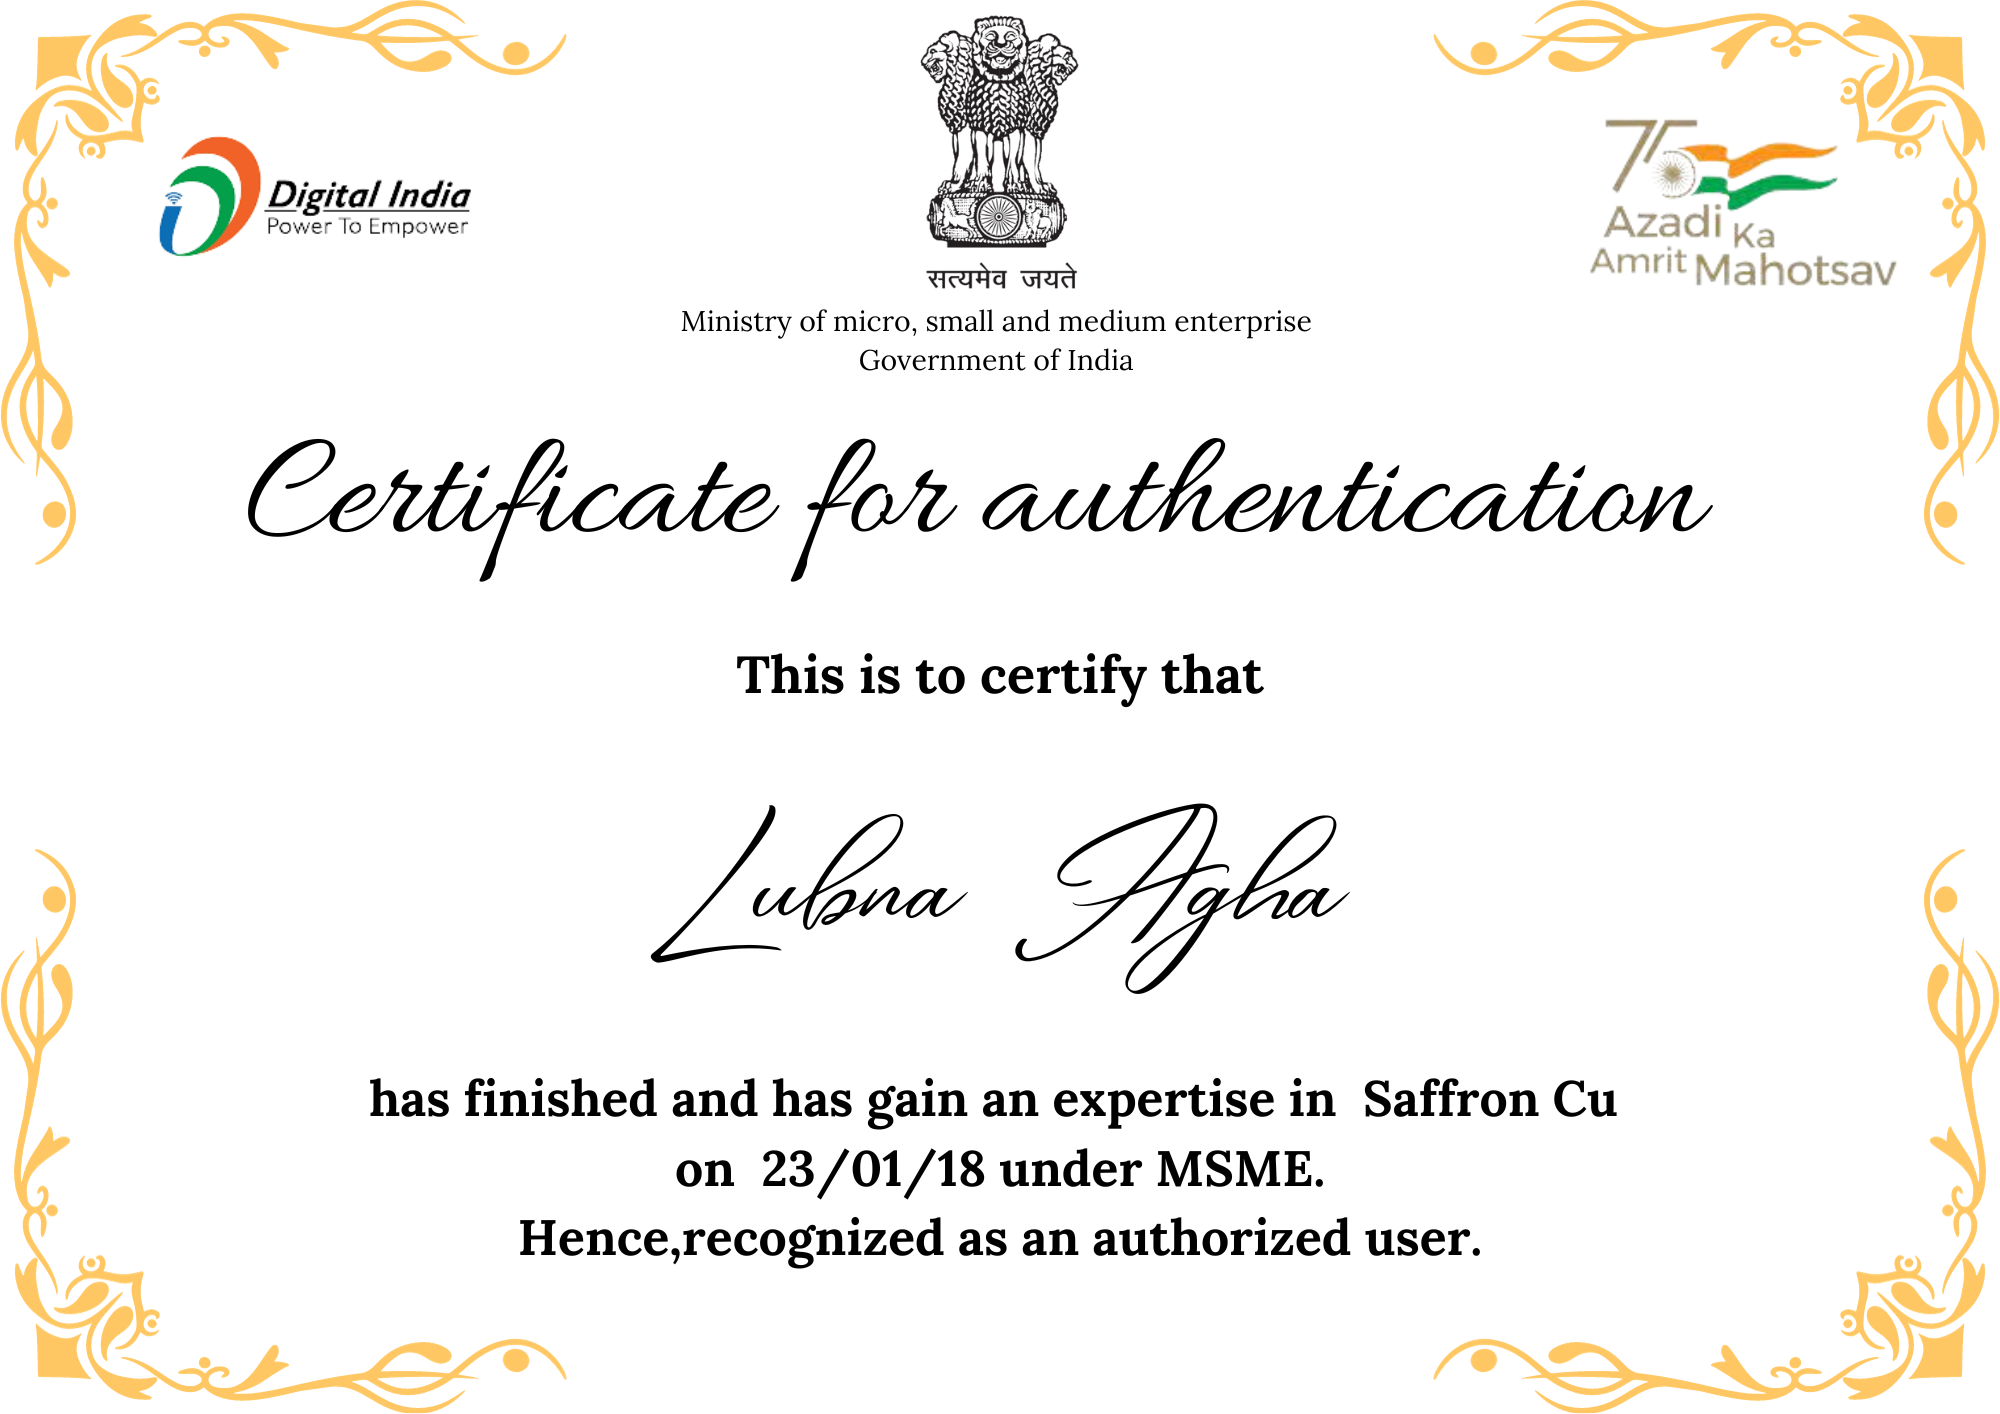 Digital India
Power To Empower
सत्यमेव जयते
75
Azadi Ka
Amrit Mahotsav
Ministry of micro, small and medium enterprise
Government of India
Certificate for authentication
This is to certify that
Lubna Agha
has finished and has gain an expertise in Saffron Cu
on 23/01/18 under MSME.
Hence,recognized as an authorized user.